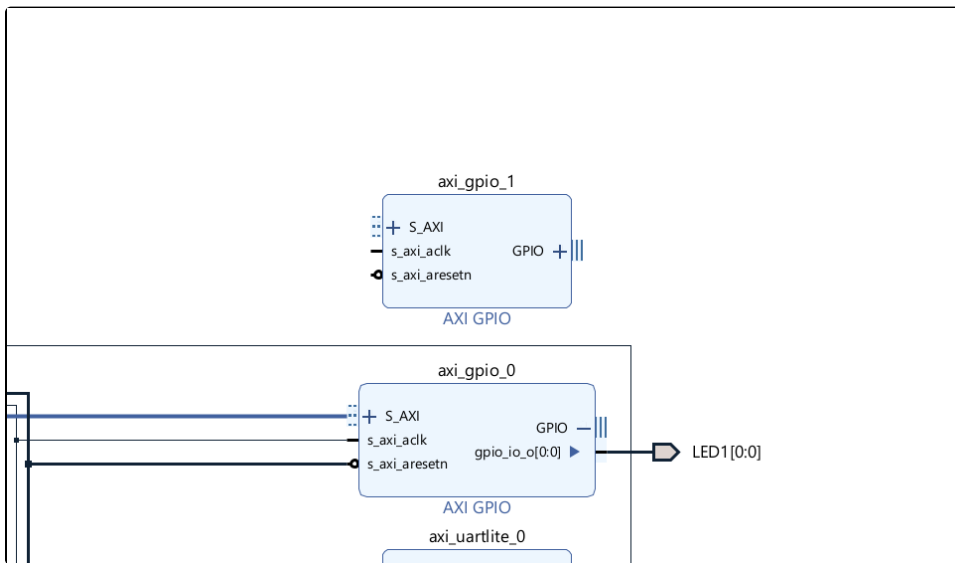 axi_gpio_1
S_AXI
s_axi_aclk
GPIO
s_axi_aresetn
AXI GPIO
axi_gpio_0
S_AXI
GPIO
s_axi_aclk
gpio_io_o[0:0]
LED1[0:0]
s_axi_aresetn
AXI GPIO
axi_uartlite_0